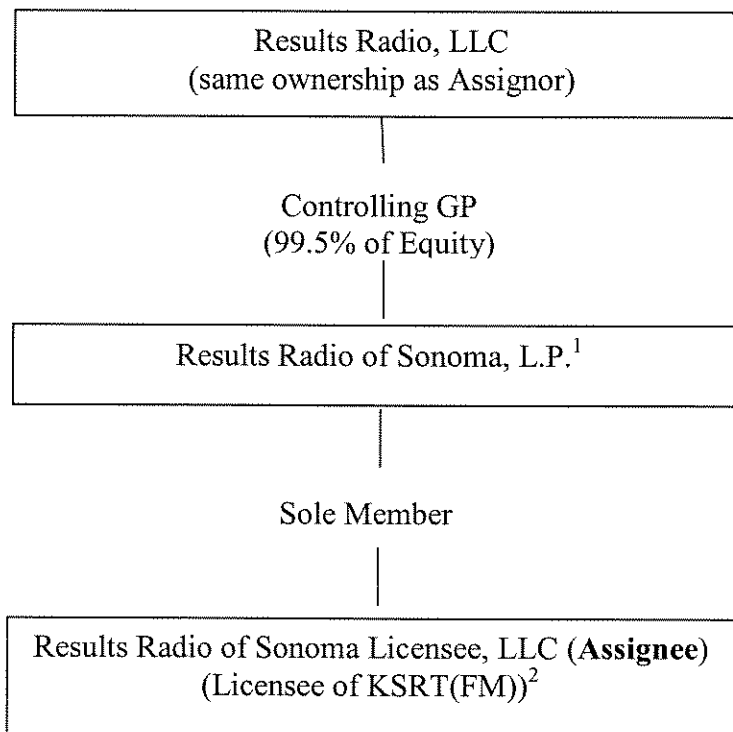 Results Radio, LLC
(same ownership as Assignor)
Controlling GP
(99.5% of Equity)
Results Radio of Sonoma, L.P.1
Sole Member
Results Radio of Sonoma Licensee, LLC (Assignee)
(Licensee of KSRT(FM))2